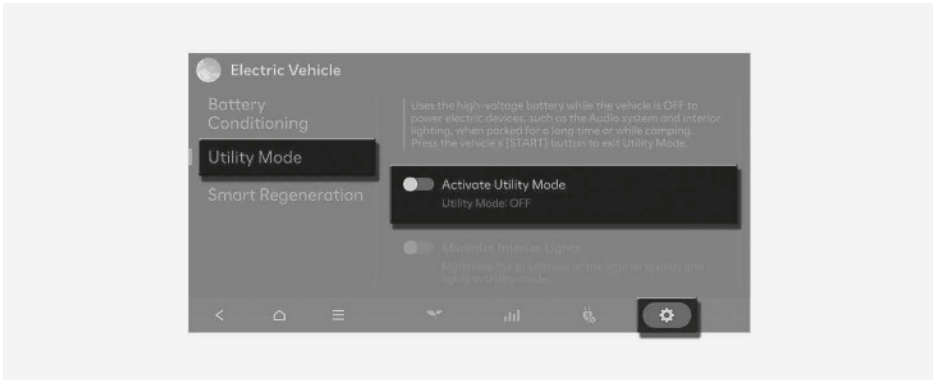 Electric Vehicle
Battery
Conditioning
Utility Mode
Smart Regeneration
Uses the high-voltage battery while the vehicle is OFF to
power electric devices, such as the Audio system and interior
lighting, when parked for a long time or while camping.
Press the vehicle's [START] button to exit Utility Mode.
Activate Utility Mode
Utility Mode: OFF
Minimize Interior Lights
Minimize the brightness of the interior display and
lights in Utility mode.